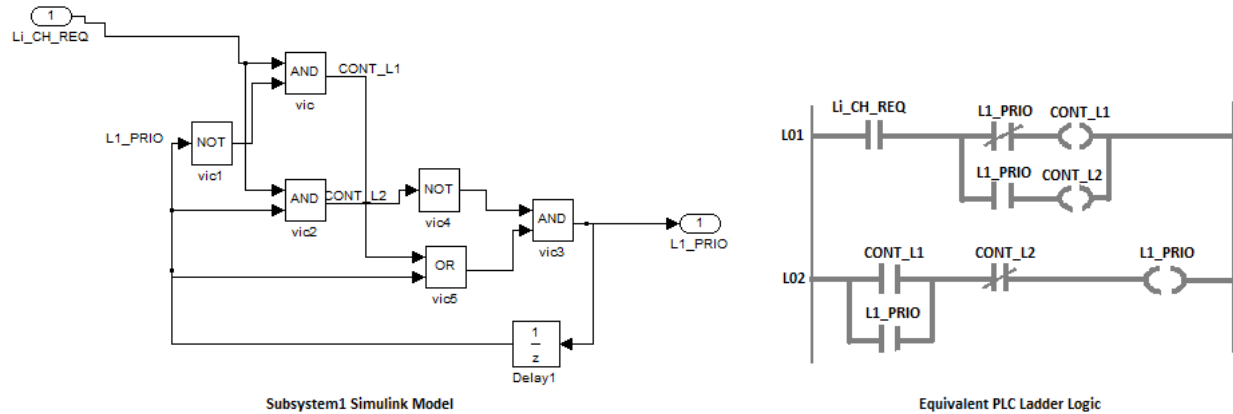 1
Li_CH_REQ
AND
CONT_L1
vic
L1_PRIO
NOT
vic1
AND
CONT_L2
vic2
NOT
vic4
AND
vic3
1
L1_PRIO
OR
vic5
1
z
Delay1
Subsystem1 Simulink Model
Li_CH_REQ
L1_PRIO
CONT_L1
L01
L1_PRIO
CONT_L2
CONT_L1
CONT_L2
L1_PRIO
L02
L1_PRIO
Equivalent PLC Ladder Logic